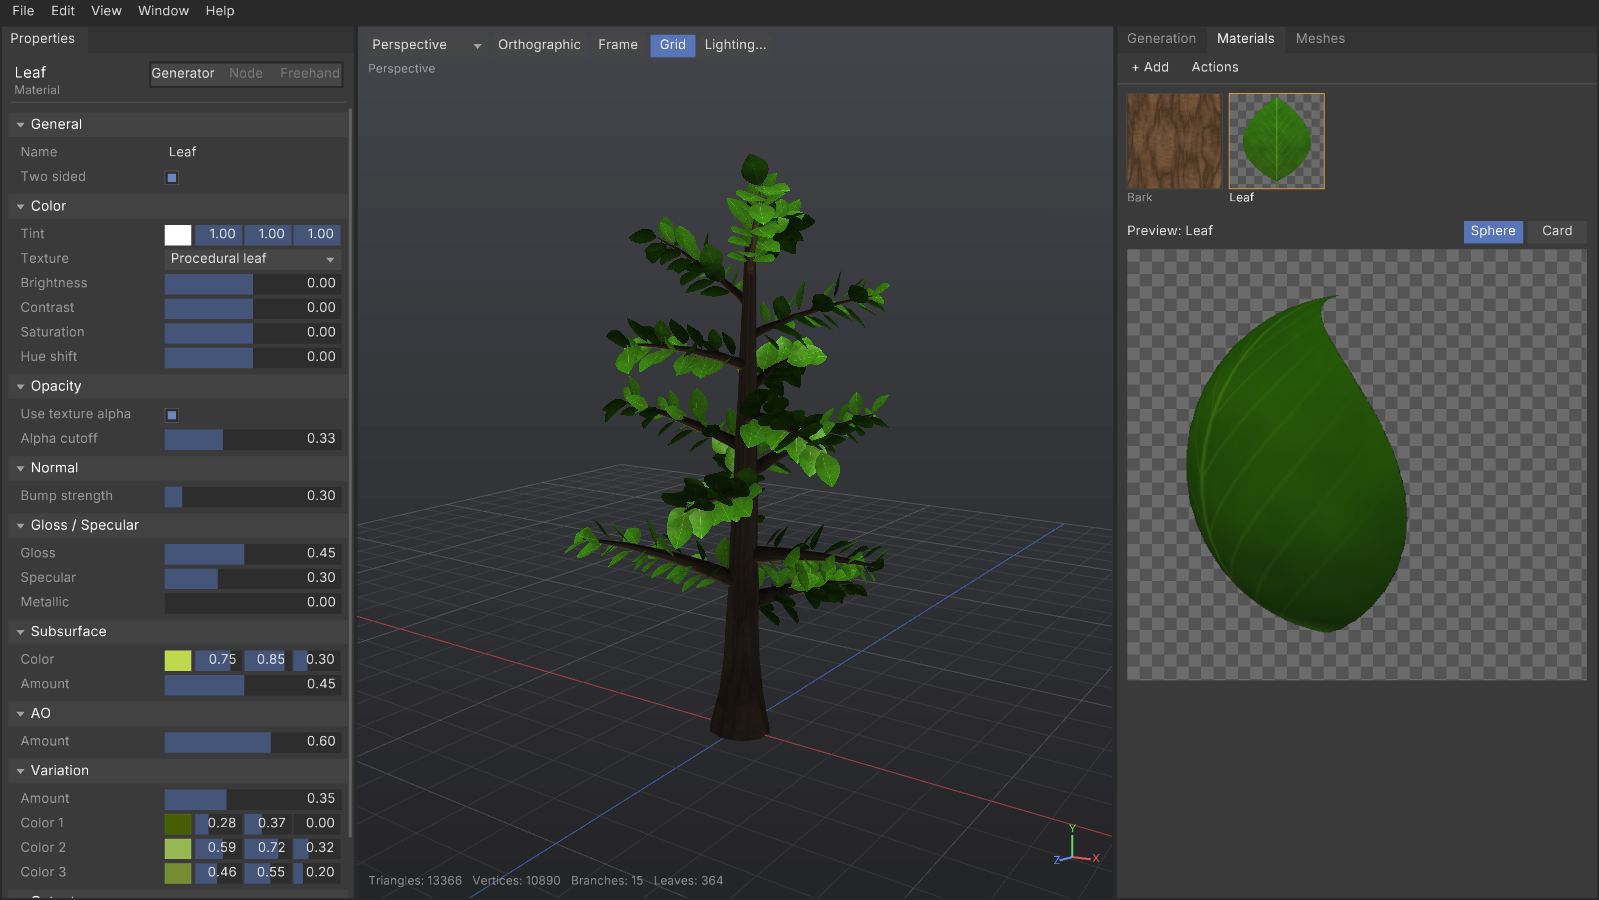 File Edit View Window Help
Properties
Leaf
Material
Generator Node Freehand
General
Name Leaf
Two sided
Color
Tint 1.00 1.00 1.00
Texture Procedural leaf
Brightness 0.00
Contrast 0.00
Saturation 0.00
Hue shift 0.00
Opacity
Use texture alpha
Alpha cutoff 0.33
Normal
Bump strength 0.30
Gloss / Specular
Gloss 0.45
Specular 0.30
Metallic 0.00
Subsurface
Color 0.75 0.85 0.30
Amount 0.45
AO
Amount 0.60
Variation
Amount 0.35
Color 1 0.28 0.37 0.00
Color 2 0.59 0.72 0.32
Color 3 0.46 0.55 0.20
Perspective Orthographic Frame Grid Lighting...
Perspective
Y
Z X
Triangles: 13366 Vertices: 10890 Branches: 15 Leaves: 364
Generation Materials Meshes
+ Add Actions
Bark Leaf
Preview: Leaf Sphere Card